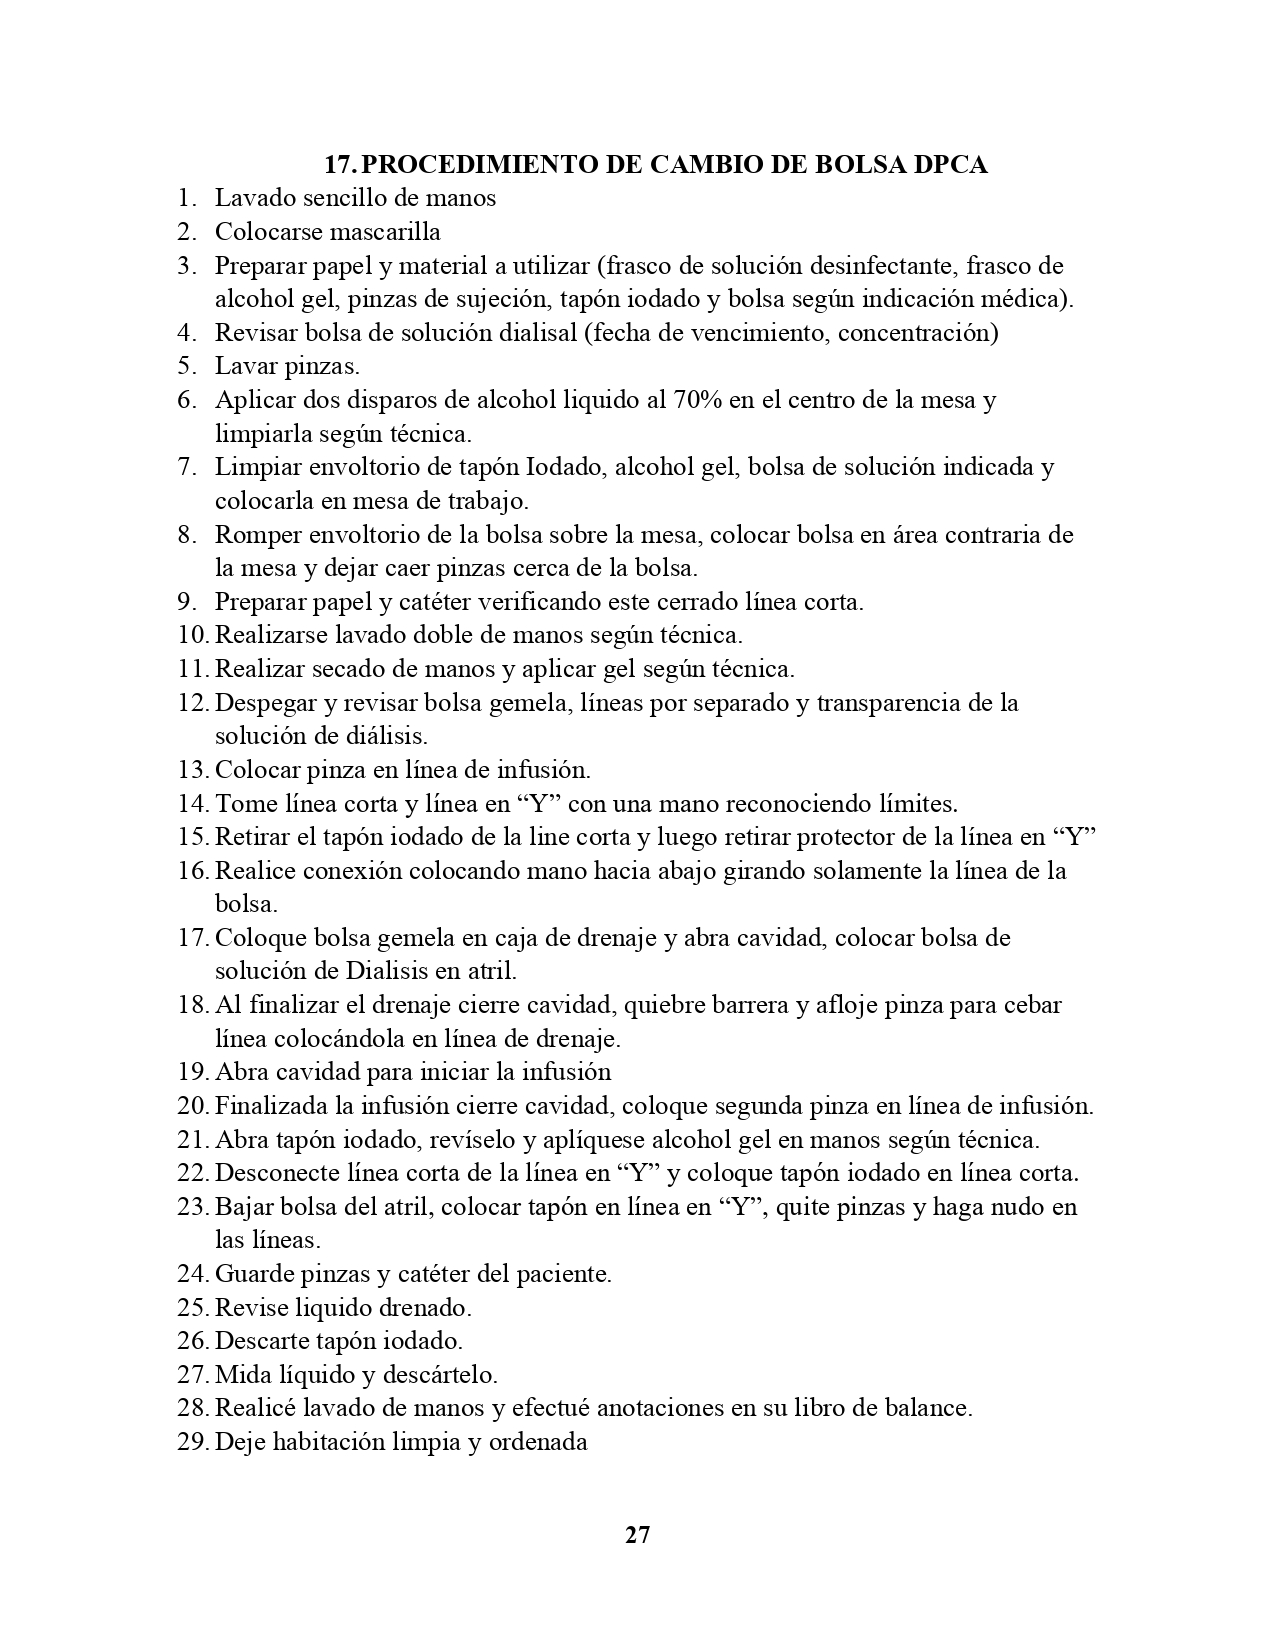 17. PROCEDIMIENTO DE CAMBIO DE BOLSA DPCA
1. Lavado sencillo de manos
2. Colocarse mascarilla
3. Preparar papel y material a utilizar (frasco de solución desinfectante, frasco de
alcohol gel, pinzas de sujeción, tapón iodado y bolsa según indicación médica).
4. Revisar bolsa de solución dialisal (fecha de vencimiento, concentración)
5. Lavar pinzas.
6. Aplicar dos disparos de alcohol liquido al 70% en el centro de la mesa y
limpiarla según técnica.
7. Limpiar envoltorio de tapón Iodado, alcohol gel, bolsa de solución indicada y
colocarla en mesa de trabajo.
8. Romper envoltorio de la bolsa sobre la mesa, colocar bolsa en área contraria de
la mesa y dejar caer pinzas cerca de la bolsa.
9. Preparar papel y catéter verificando este cerrado línea corta.
10. Realizarse lavado doble de manos según técnica.
11. Realizar secado de manos y aplicar gel según técnica.
12. Despegar y revisar bolsa gemela, líneas por separado y transparencia de la
solución de diálisis.
13. Colocar pinza en línea de infusión.
14. Tome línea corta y línea en “Y” con una mano reconociendo límites.
15. Retirar el tapón iodado de la line corta y luego retirar protector de la línea en “Y”
16. Realice conexión colocando mano hacia abajo girando solamente la línea de la
bolsa.
17. Coloque bolsa gemela en caja de drenaje y abra cavidad, colocar bolsa de
solución de Dialisis en atril.
18. Al finalizar el drenaje cierre cavidad, quiebre barrera y afloje pinza para cebar
línea colocándola en línea de drenaje.
19. Abra cavidad para iniciar la infusión
20. Finalizada la infusión cierre cavidad, coloque segunda pinza en línea de infusión.
21. Abra tapón iodado, revíselo y aplíquese alcohol gel en manos según técnica.
22. Desconecte línea corta de la línea en “Y” y coloque tapón iodado en línea corta.
23. Bajar bolsa del atril, colocar tapón en línea en “Y”, quite pinzas y haga nudo en
las líneas.
24. Guarde pinzas y catéter del paciente.
25. Revise liquido drenado.
26. Descarte tapón iodado.
27. Mida líquido y descártelo.
28. Realicé lavado de manos y efectué anotaciones en su libro de balance.
29. Deje habitación limpia y ordenada
27